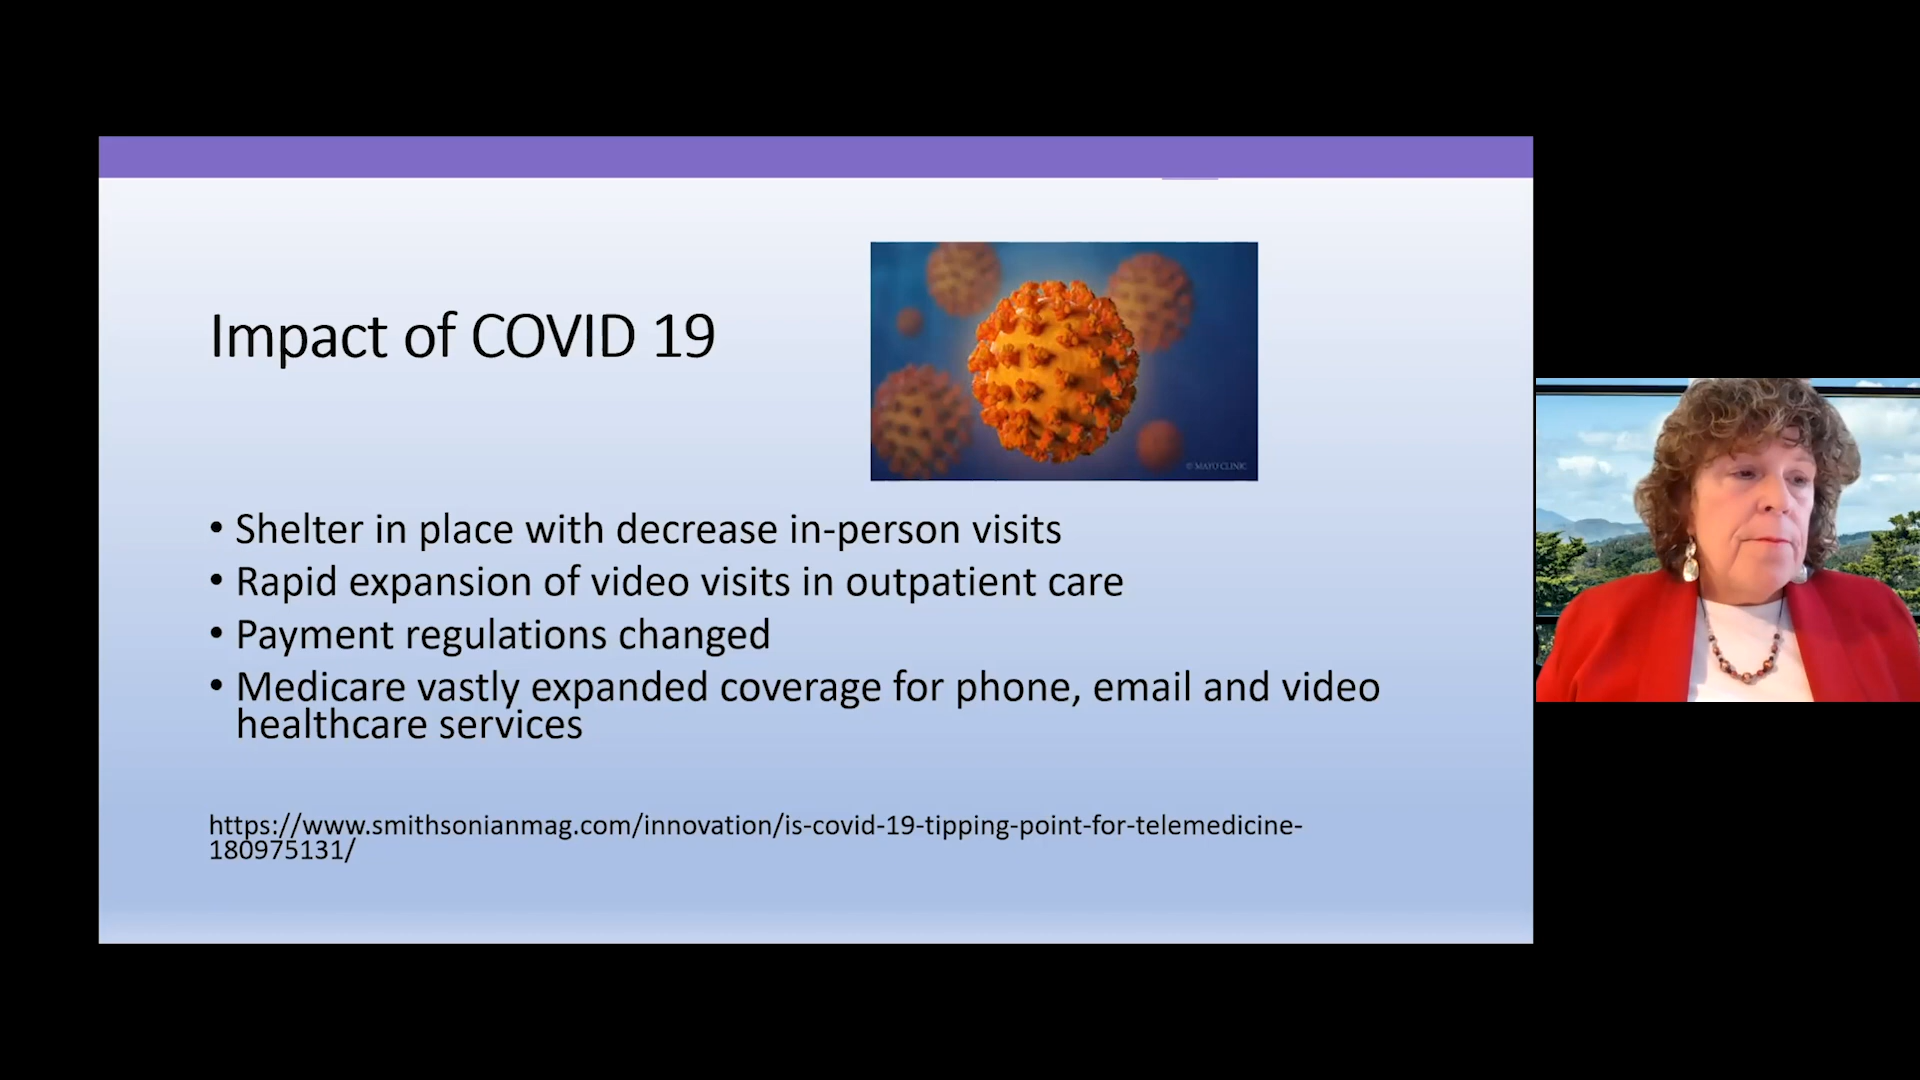 © MAYO CLINIC
Impact of COVID 19
• Shelter in place with decrease in-person visits
• Rapid expansion of video visits in outpatient care
• Payment regulations changed
• Medicare vastly expanded coverage for phone, email and video
healthcare services
https://www.smithsonianmag.com/innovation/is-covid-19-tipping-point-for-telemedicine-
180975131/